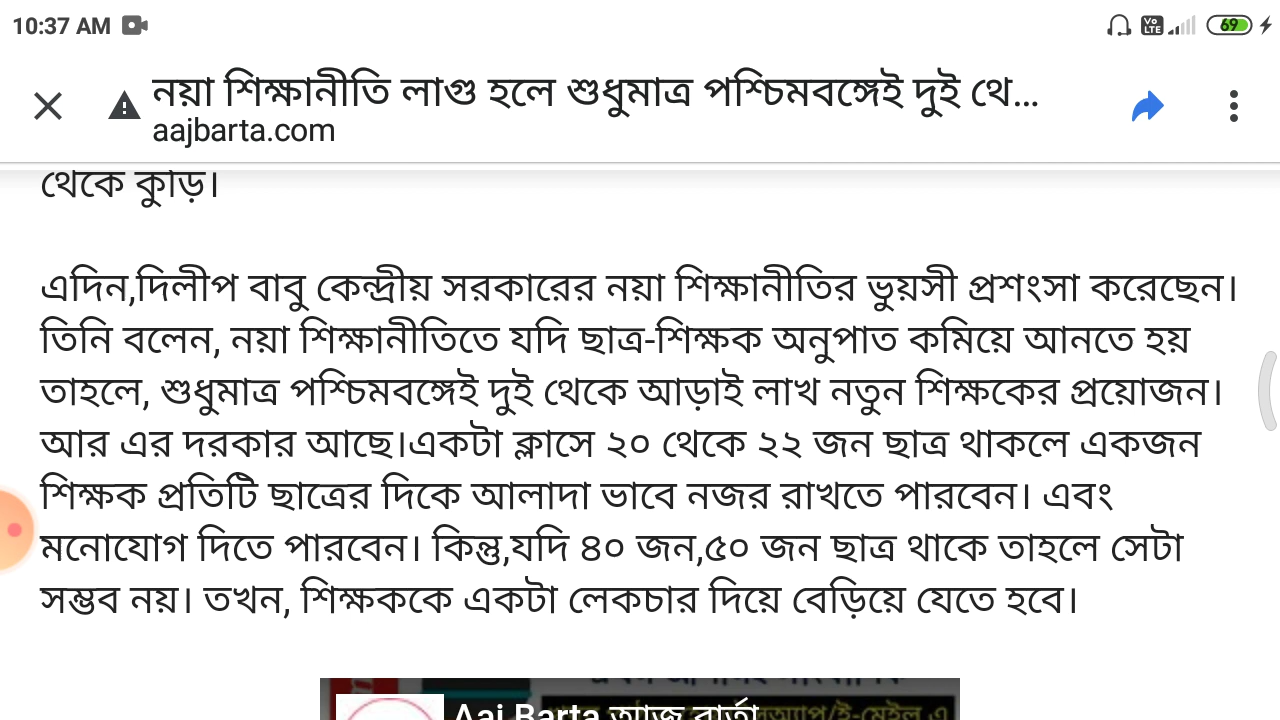 10:37 AM
Vo LTE
69
নয়া শিক্ষানীতি লাগু হলে শুধুমাত্র পশ্চিমবঙ্গেই দুই থে...
aajbarta.com
থেকে কুড়ি।
এদিন,দিলীপ বাবু কেন্দ্রীয় সরকারের নয়া শিক্ষানীতির ভুয়সী প্রশংসা করেছেন।
তিনি বলেন, নয়া শিক্ষানীতিতে যদি ছাত্র-শিক্ষক অনুপাত কমিয়ে আনতে হয়
তাহলে, শুধুমাত্র পশ্চিমবঙ্গেই দুই থেকে আড়াই লাখ নতুন শিক্ষকের প্রয়োজন।
আর এর দরকার আছে।একটা ক্লাসে ২০ থেকে ২২ জন ছাত্র থাকলে একজন
শিক্ষক প্রতিটি ছাত্রের দিকে আলাদা ভাবে নজর রাখতে পারবেন। এবং
মনোযোগ দিতে পারবেন। কিন্তু,যদি ৪০ জন,৫০ জন ছাত্র থাকে তাহলে সেটা
সম্ভব নয়। তখন, শিক্ষককে একটা লেকচার দিয়ে বেড়িয়ে যেতে হবে।
Aaj Barta আজ বার্তা